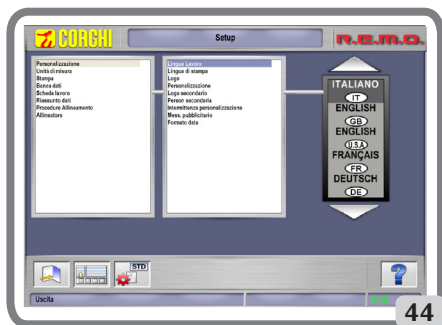 CORGHI
Setup
R.E.M.O.
Personalizzazione
Unità di misura
Stampa
Banca dati
Scheda lavoro
Riassunto dati
Procedure Allineamento
Allineatore
Lingua Lavoro
Lingua di stampa
Logo
Personalizzazione
Logo secondario
Person secondaria
Intermittenza personalizzazione
Mess. pubblicitario
Formato data
ITALIANO
IT
ENGLISH
GB
ENGLISH
USA
FRANÇAIS
FR
DEUTSCH
DE
STD
?
Uscita
44